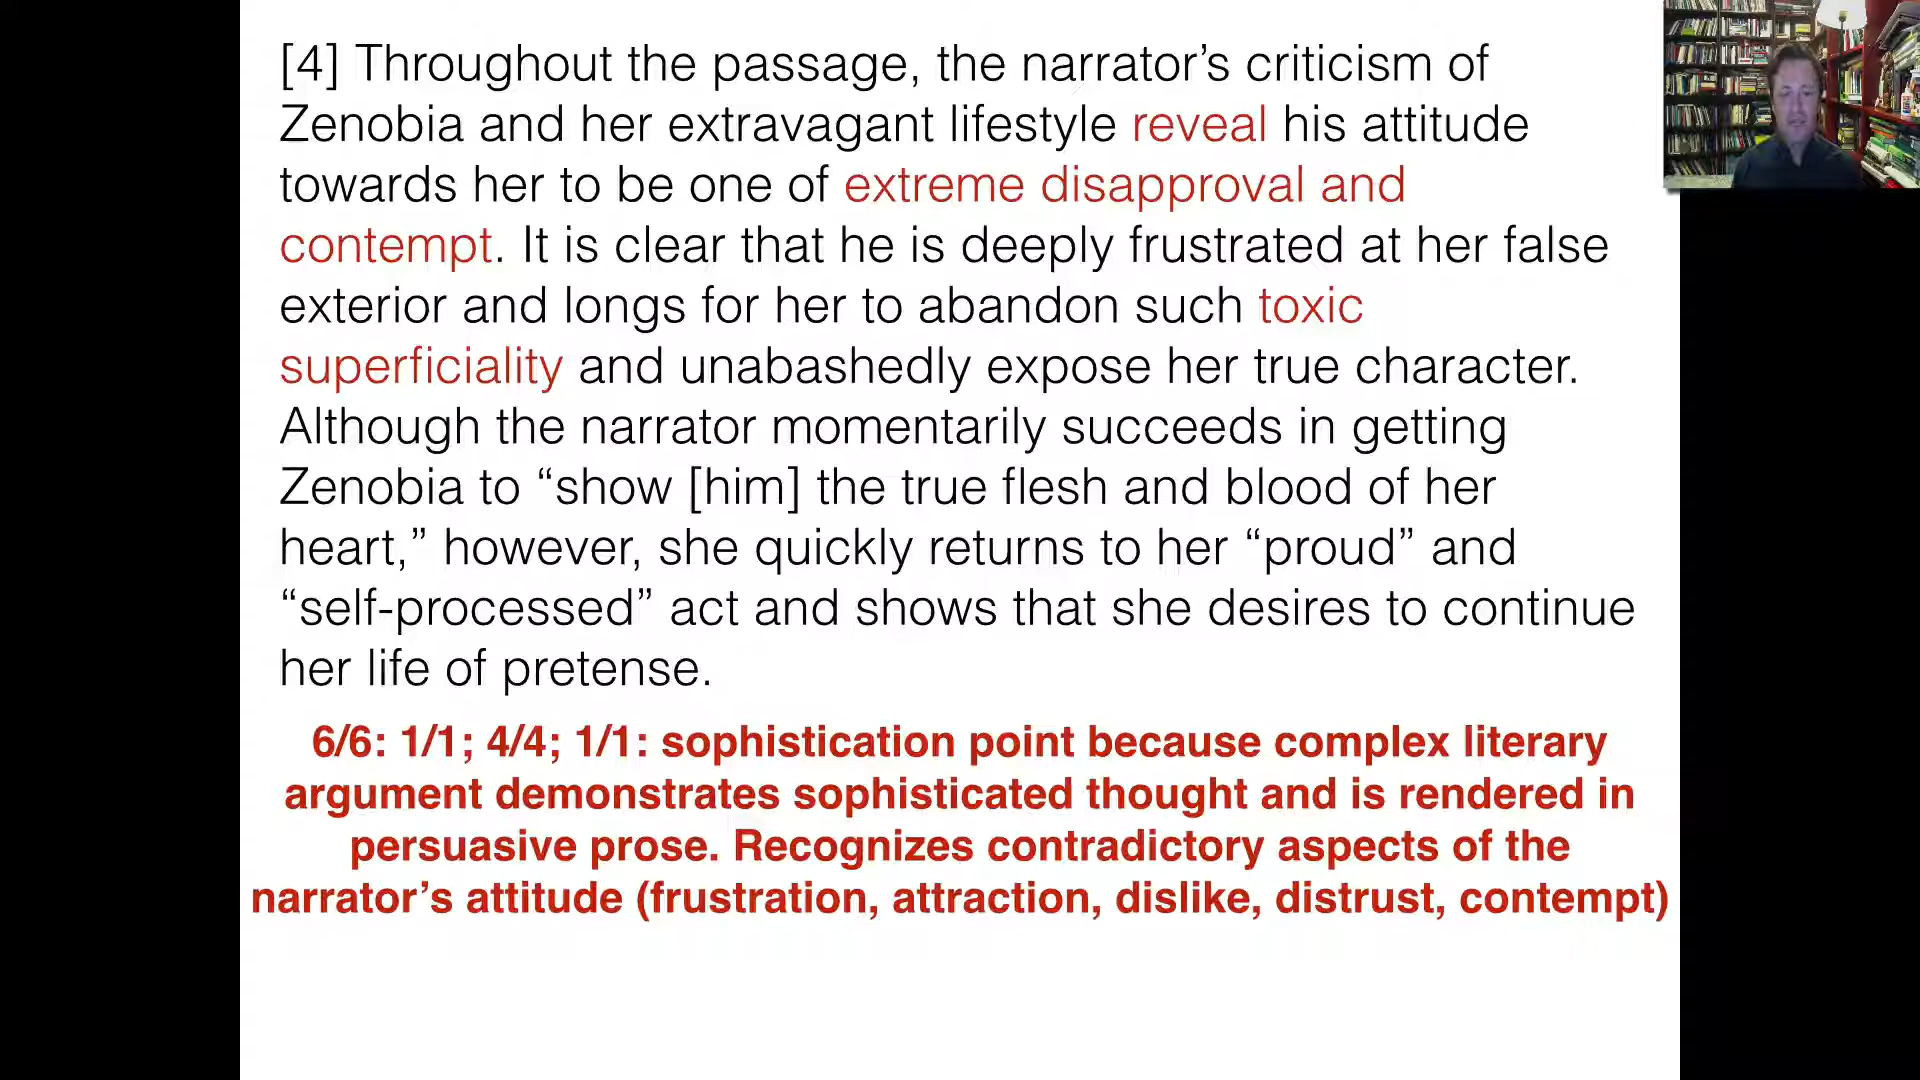 [4] Throughout the passage, the narrator’s criticism of
Zenobia and her extravagant lifestyle reveal his attitude
towards her to be one of extreme disapproval and
contempt. It is clear that he is deeply frustrated at her false
exterior and longs for her to abandon such toxic
superficiality and unabashedly expose her true character.
Although the narrator momentarily succeeds in getting
Zenobia to “show [him] the true flesh and blood of her
heart,” however, she quickly returns to her “proud” and
“self-processed” act and shows that she desires to continue
her life of pretense.
6/6: 1/1; 4/4; 1/1: sophistication point because complex literary
argument demonstrates sophisticated thought and is rendered in
persuasive prose. Recognizes contradictory aspects of the
narrator’s attitude (frustration, attraction, dislike, distrust, contempt)